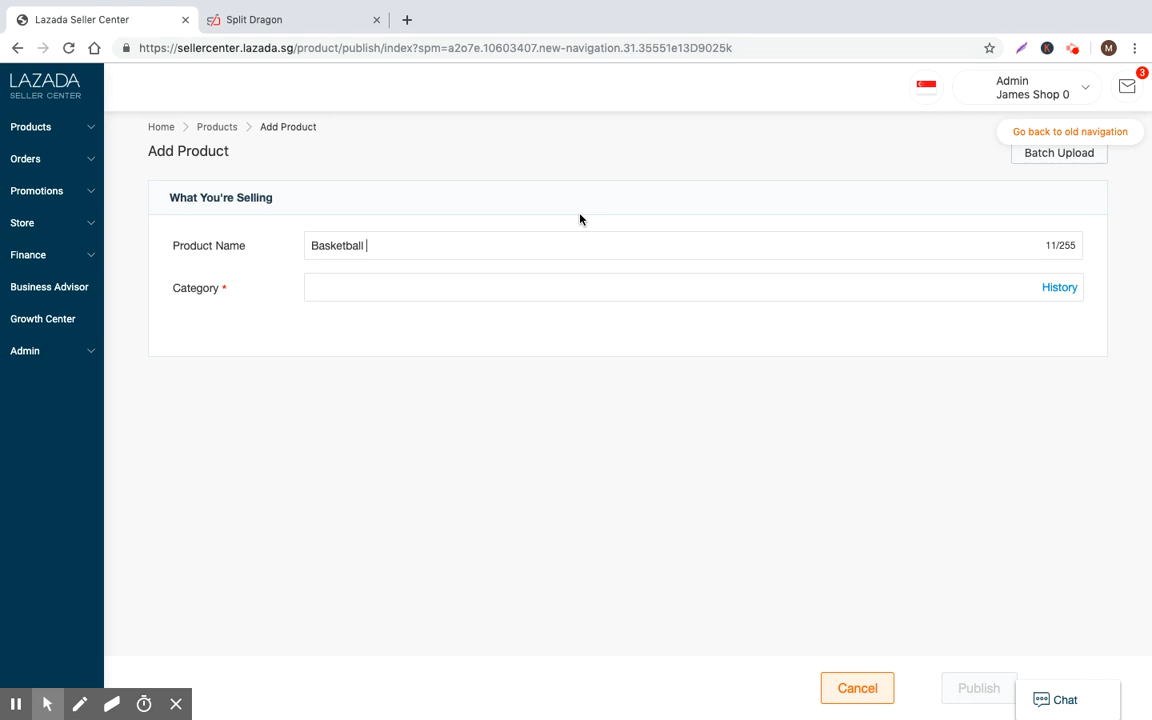 Lazada Seller Center
Split Dragon
https://sellercenter.lazada.sg/product/publish/index?spm=a2o7e.10603407.new-navigation.31.35551e13D9025k
K
M
LAZADA
SELLER CENTER
Admin
James Shop 0
3
Products
Orders
Promotions
Store
Finance
Business Advisor
Growth Center
Admin
Home Products Add Product
Go back to old navigation
Add Product
Batch Upload
What You're Selling
Product Name
Basketball
11/255
Category *
History
Cancel
Publish
Chat